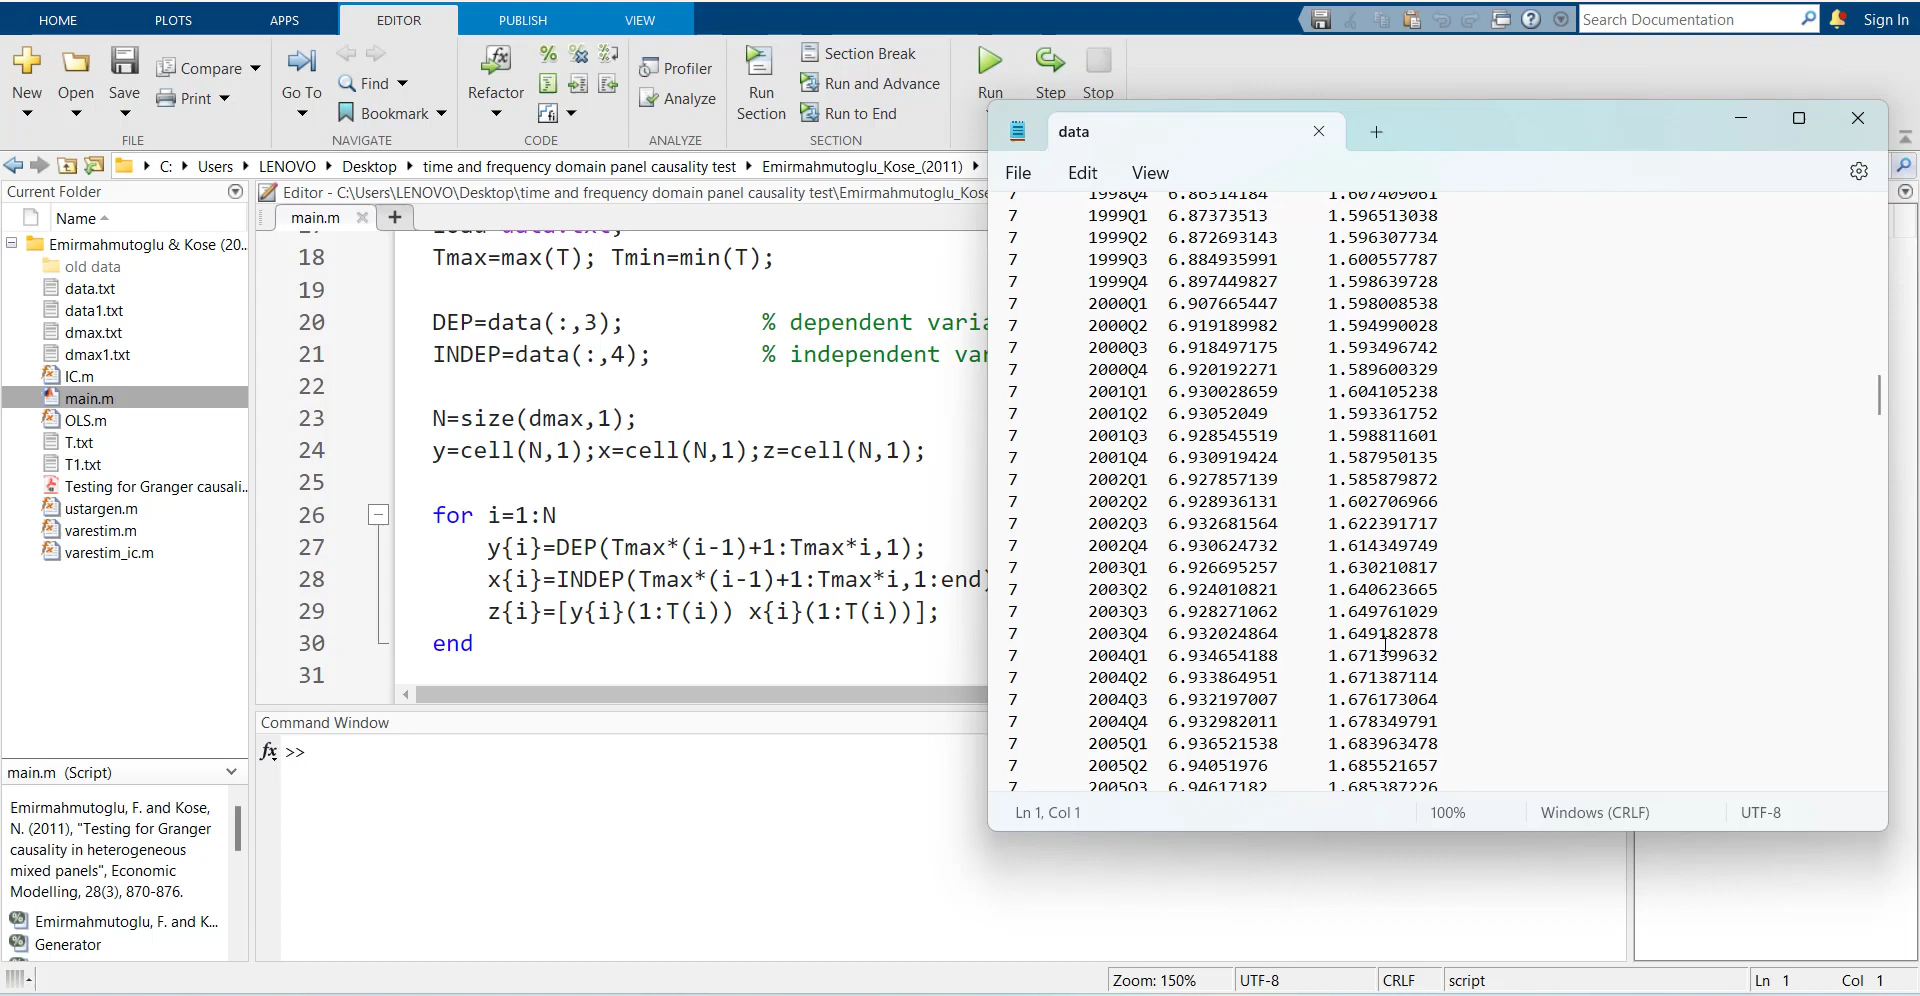 HOME PLOTS APPS EDITOR PUBLISH VIEW
Search Documentation
Sign In
New
Open
Save
Compare
Print
FILE
Go To
Find
Bookmark
NAVIGATE
Refactor
CODE
Profiler
Analyze
ANALYZE
Run Section
Section Break
Run and Advance
Run to End
SECTION
Run
Step
Stop
C: Users LENOVO Desktop time and frequency domain panel causality test Emirmahmutoglu_Kose_(2011)
Current Folder
Name
Emirmahmutoglu & Kose (20..
old data
data.txt
data1.txt
dmax.txt
dmax1.txt
IC.m
main.m
OLS.m
T.txt
T1.txt
Testing for Granger causali..
ustargen.m
varestim.m
varestim_ic.m
main.m (Script)
Emirmahmutoglu, F. and Kose,
N. (2011), "Testing for Granger
causality in heterogeneous
mixed panels", Economic
Modelling, 28(3), 870-876.
Emirmahmutoglu, F. and K...
Generator
Editor - C:\Users\LENOVO\Desktop\time and frequency domain panel causality test\Emirmahmutoglu_Kose
main.m
18 Tmax=max(T); Tmin=min(T);
19
20 DEP=data(:,3); % dependent varia
21 INDEP=data(:,4); % independent var
22
23 N=size(dmax,1);
24 y=cell(N,1);x=cell(N,1);z=cell(N,1);
25
26 for i=1:N
27 y{i}=DEP(Tmax*(i-1)+1:Tmax*i,1);
28 x{i}=INDEP(Tmax*(i-1)+1:Tmax*i,1:end)
29 z{i}=[y{i}(1:T(i)) x{i}(1:T(i))];
30 end
31
Command Window
fx >>
data
File Edit View
7 1998Q4 6.86314184 1.607409061
7 1999Q1 6.87373513 1.596513038
7 1999Q2 6.872693143 1.596307734
7 1999Q3 6.884935991 1.600557787
7 1999Q4 6.897449827 1.598639728
7 2000Q1 6.907665447 1.598008538
7 2000Q2 6.919189982 1.594990028
7 2000Q3 6.918497175 1.593496742
7 2000Q4 6.920192271 1.589600329
7 2001Q1 6.930028659 1.604105238
7 2001Q2 6.93052049 1.593361752
7 2001Q3 6.928545519 1.598811601
7 2001Q4 6.930919424 1.587950135
7 2002Q1 6.927857139 1.585879872
7 2002Q2 6.928936131 1.602706966
7 2002Q3 6.932681564 1.622391717
7 2002Q4 6.930624732 1.614349749
7 2003Q1 6.926695257 1.630210817
7 2003Q2 6.924010821 1.640623665
7 2003Q3 6.928271062 1.649761029
7 2003Q4 6.932024864 1.649182878
7 2004Q1 6.934654188 1.671399632
7 2004Q2 6.933864951 1.671387114
7 2004Q3 6.932197007 1.676173064
7 2004Q4 6.932982011 1.678349791
7 2005Q1 6.936521538 1.683963478
7 2005Q2 6.94051976 1.685521657
7 2005Q3 6.94617182 1.685387226
Ln 1, Col 1 100% Windows (CRLF) UTF-8
Zoom: 150% UTF-8 CRLF script Ln 1 Col 1